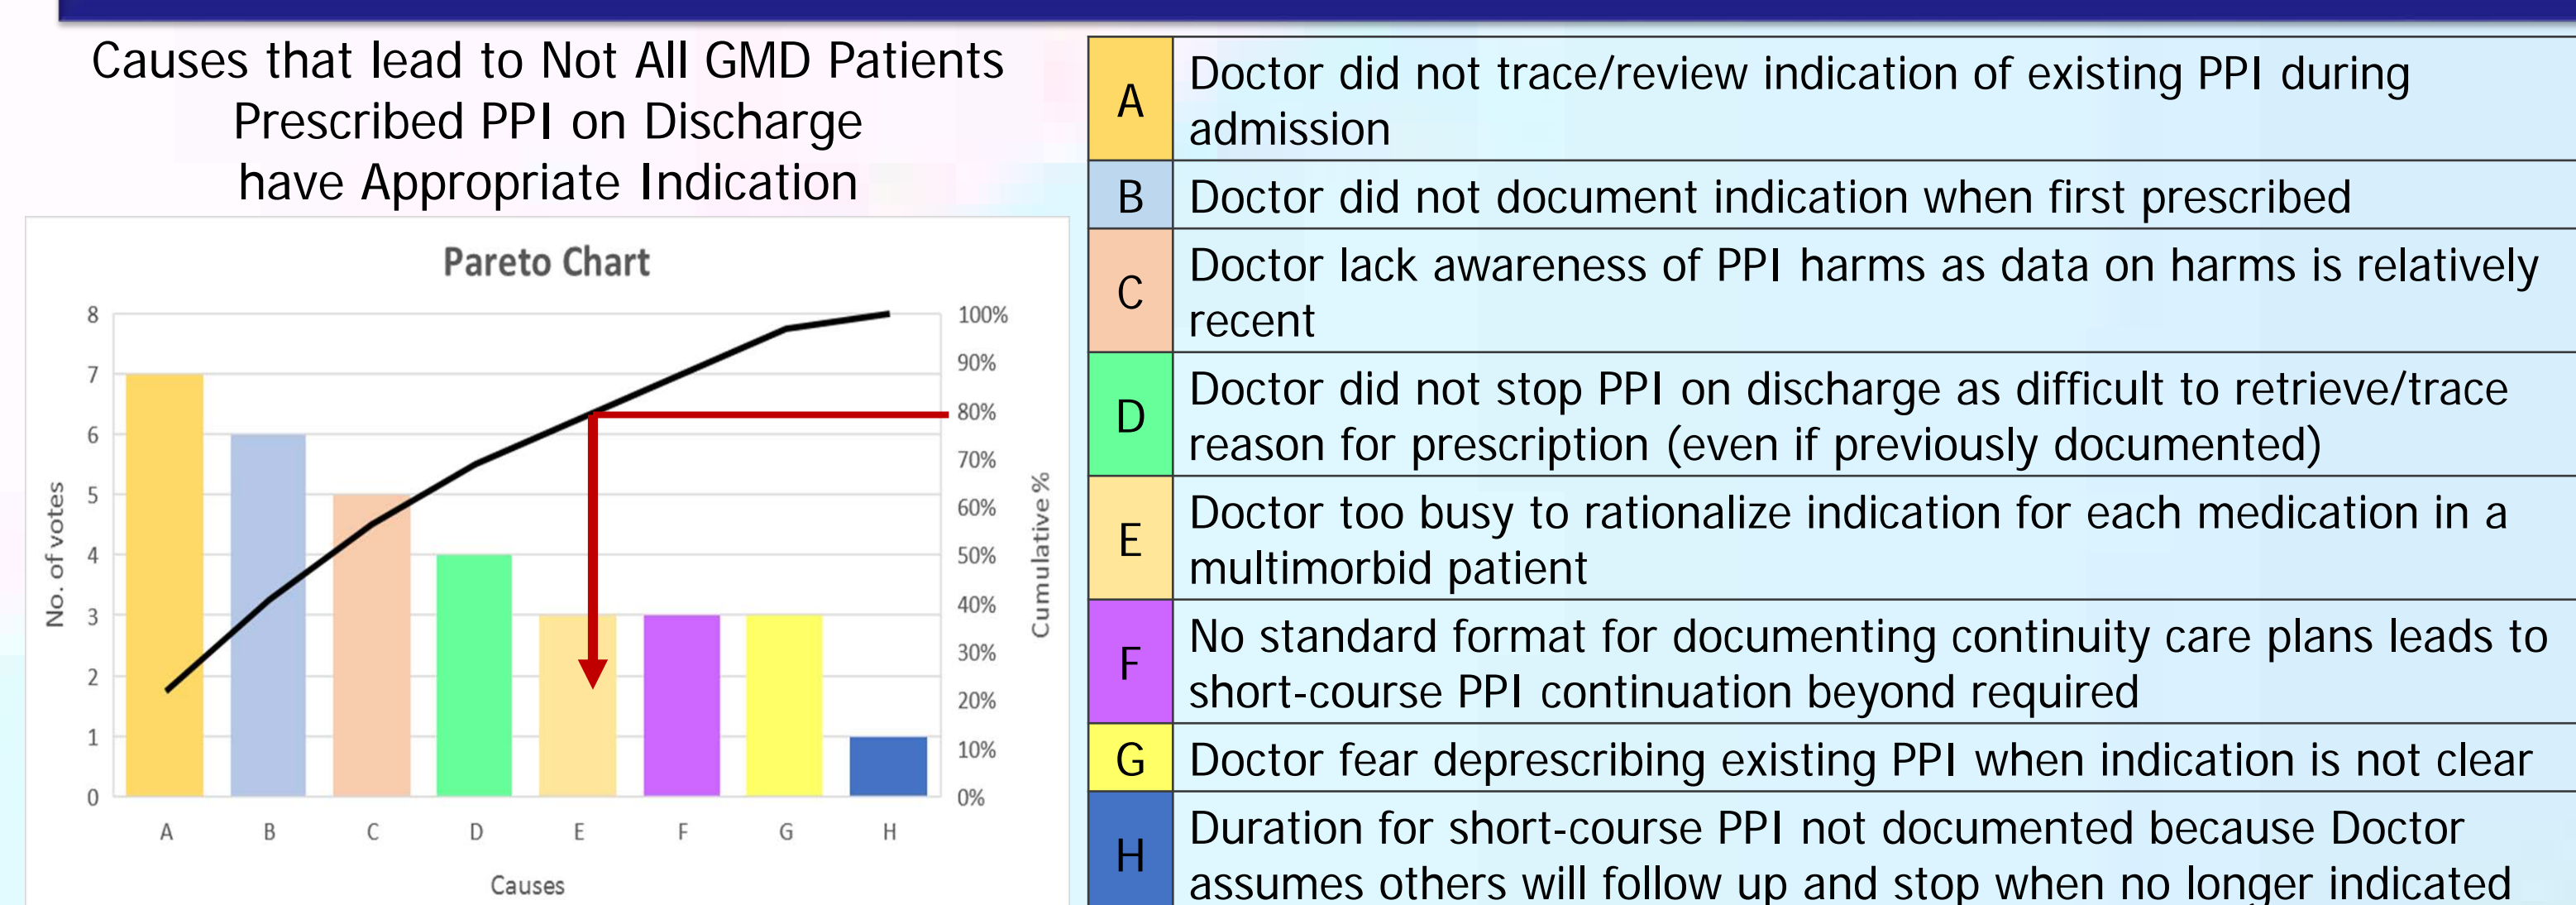 Causes that lead to Not All GMD Patients
Prescribed PPI on Discharge
have Appropriate Indication
Pareto Chart
8
7
6
5
4
3
2
1
0
No. of votes
100%
90%
80%
70%
60%
50%
40%
30%
20%
10%
0%
Cumulative %
A B C D E F G H
Causes
A
Doctor did not trace/review indication of existing PPI during
admission
B
Doctor did not document indication when first prescribed
C
Doctor lack awareness of PPI harms as data on harms is relatively
recent
D
Doctor did not stop PPI on discharge as difficult to retrieve/trace
reason for prescription (even if previously documented)
E
Doctor too busy to rationalize indication for each medication in a
multimorbid patient
F
No standard format for documenting continuity care plans leads to
short-course PPI continuation beyond required
G
Doctor fear deprescribing existing PPI when indication is not clear
H
Duration for short-course PPI not documented because Doctor
assumes others will follow up and stop when no longer indicated